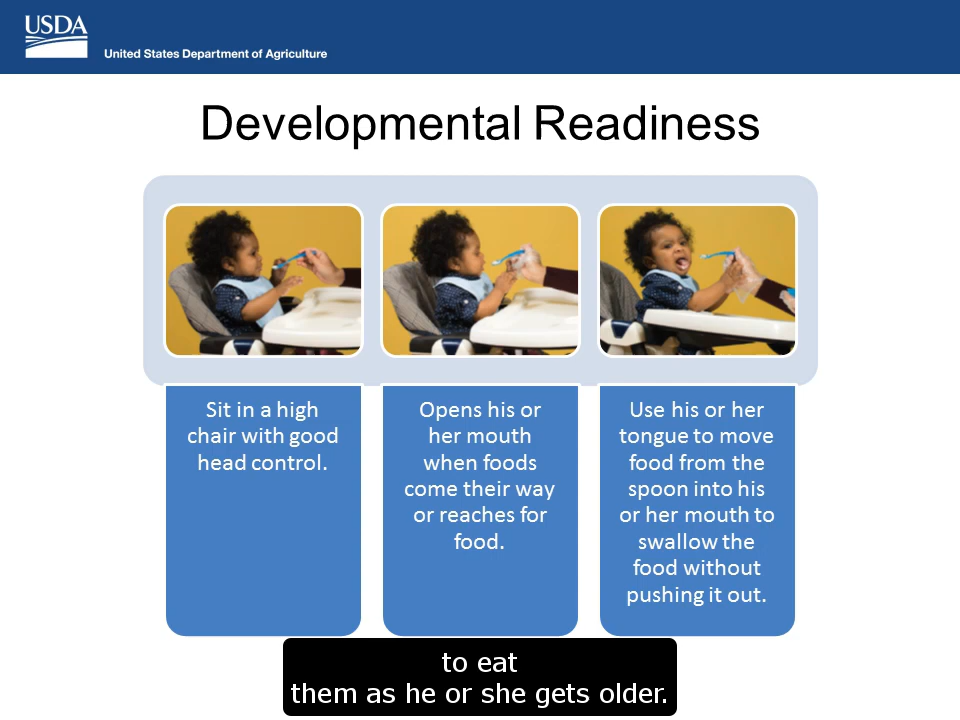 USDA
United States Department of Agriculture
Developmental Readiness
Sit in a high
chair with good
head control.
Opens his or
her mouth
when foods
come their way
or reaches for
food.
Use his or her
tongue to move
food from the
spoon into his
or her mouth to
swallow the
food without
pushing it out.
to eat
them as he or she gets older.